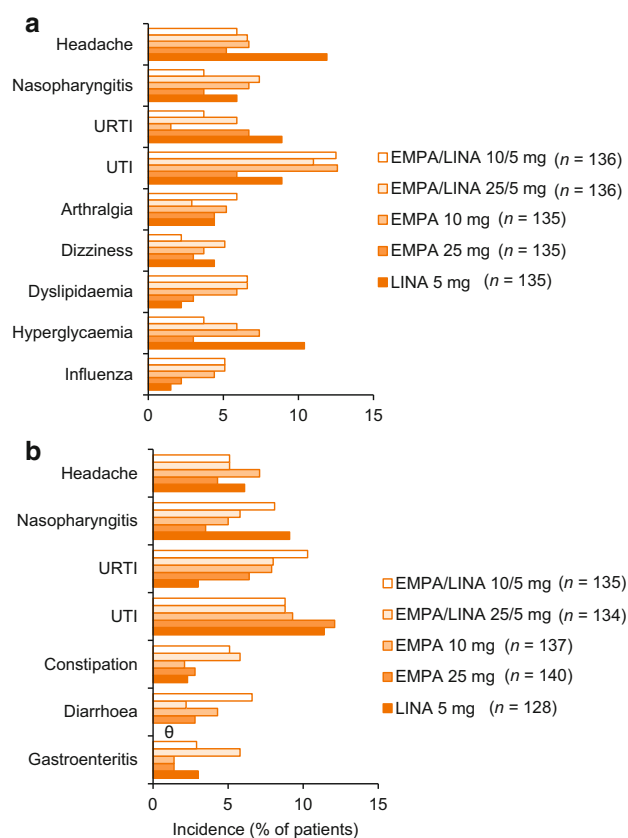 a
Headache
Nasopharyngitis
URTI
UTI
Arthralgia
Dizziness
Dyslipidaemia
Hyperglycaemia
Influenza
0 5 10 15
EMPA/LINA 10/5 mg (n = 136)
EMPA/LINA 25/5 mg (n = 136)
EMPA 10 mg (n = 135)
EMPA 25 mg (n = 135)
LINA 5 mg (n = 135)
b
Headache
Nasopharyngitis
URTI
UTI
Constipation
Diarrhoea
θ
Gastroenteritis
0 5 10 15
Incidence (% of patients)
EMPA/LINA 10/5 mg (n = 135)
EMPA/LINA 25/5 mg (n = 134)
EMPA 10 mg (n = 137)
EMPA 25 mg (n = 140)
LINA 5 mg (n = 128)